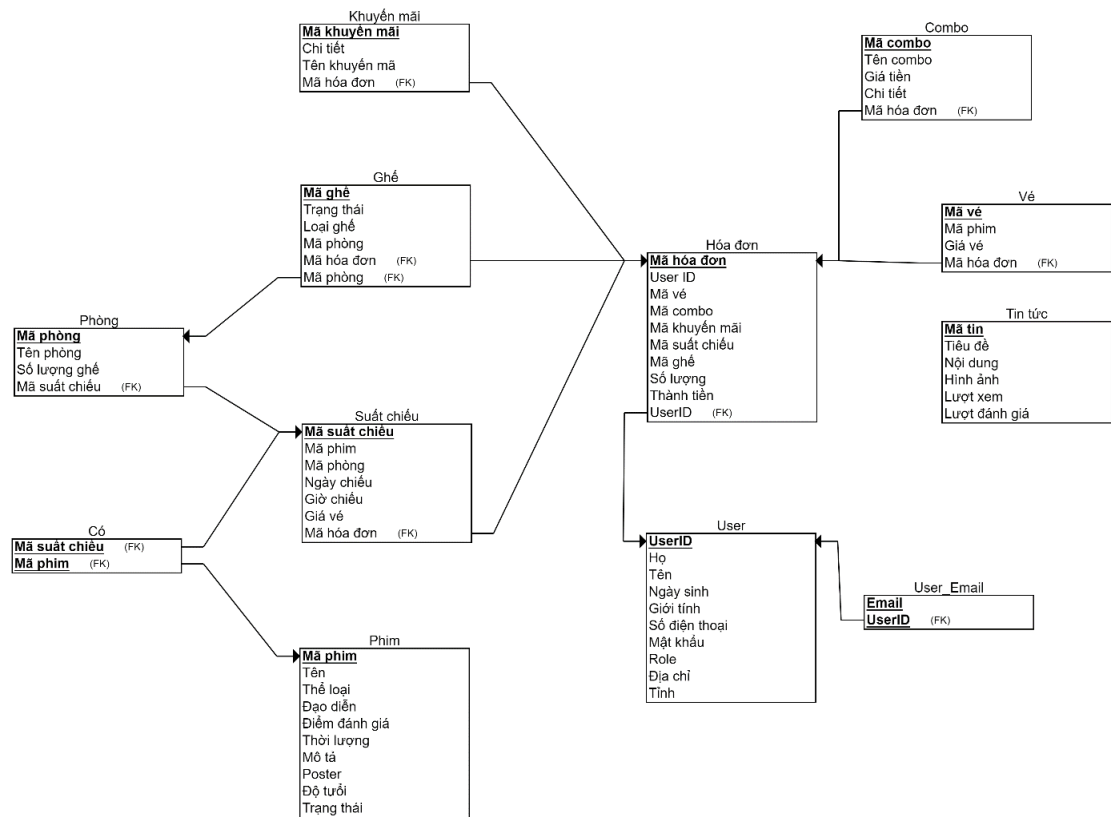 Khuyến mãi
Mã khuyến mãi
Chi tiết
Tên khuyến mã
Mã hóa đơn (FK)
Combo
Mã combo
Tên combo
Giá tiền
Chi tiết
Mã hóa đơn (FK)
Ghế
Mã ghế
Trạng thái
Loại ghế
Mã phòng
Mã hóa đơn (FK)
Mã phòng (FK)
Vé
Mã vé
Mã phim
Giá vé
Mã hóa đơn (FK)
Hóa đơn
Mã hóa đơn
User ID
Mã vé
Mã combo
Mã khuyến mãi
Mã suất chiếu
Mã ghế
Số lượng
Thành tiền
UserID (FK)
Phòng
Mã phòng
Tên phòng
Số lượng ghế
Mã suất chiếu (FK)
Tin tức
Mã tin
Tiêu đề
Nội dung
Hình ảnh
Lượt xem
Lượt đánh giá
Suất chiếu
Mã suất chiếu
Mã phim
Mã phòng
Ngày chiếu
Giờ chiếu
Giá vé
Mã hóa đơn (FK)
Có
Mã suất chiếu (FK)
Mã phim (FK)
User
UserID
Họ
Tên
Ngày sinh
Giới tính
Số điện thoại
Mật khẩu
Role
Địa chỉ
Tỉnh
User_Email
Email
UserID (FK)
Phim
Mã phim
Tên
Thể loại
Đạo diễn
Điểm đánh giá
Thời lượng
Mô tả
Poster
Độ tưổi
Trạng thái